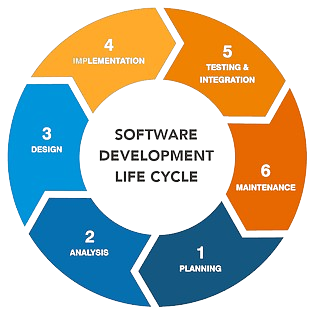 SOFTWARE
DEVELOPMENT
LIFE CYCLE
1
PLANNING
2
ANALYSIS
3
DESIGN
4
IMPLEMENTATION
5
TESTING &
INTEGRATION
6
MAINTENANCE